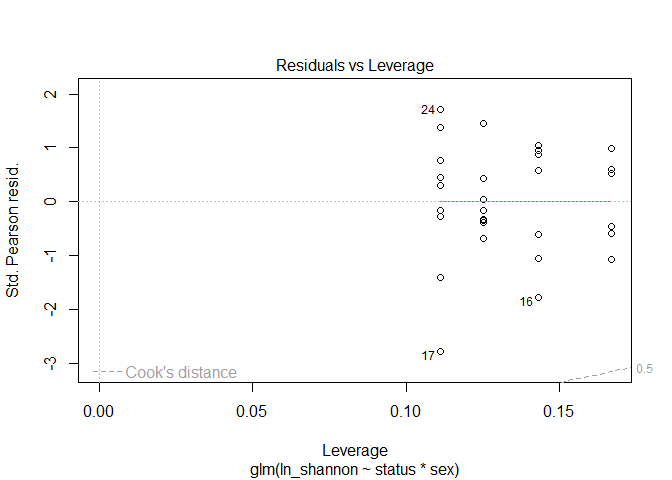 Residuals vs Leverage
2
1
0
-1
-2
-3
Std. Pearson resid.
24
16
17
Cook's distance
0.5
0.00
0.05
0.10
0.15
Leverage
glm(ln_shannon ~ status * sex)